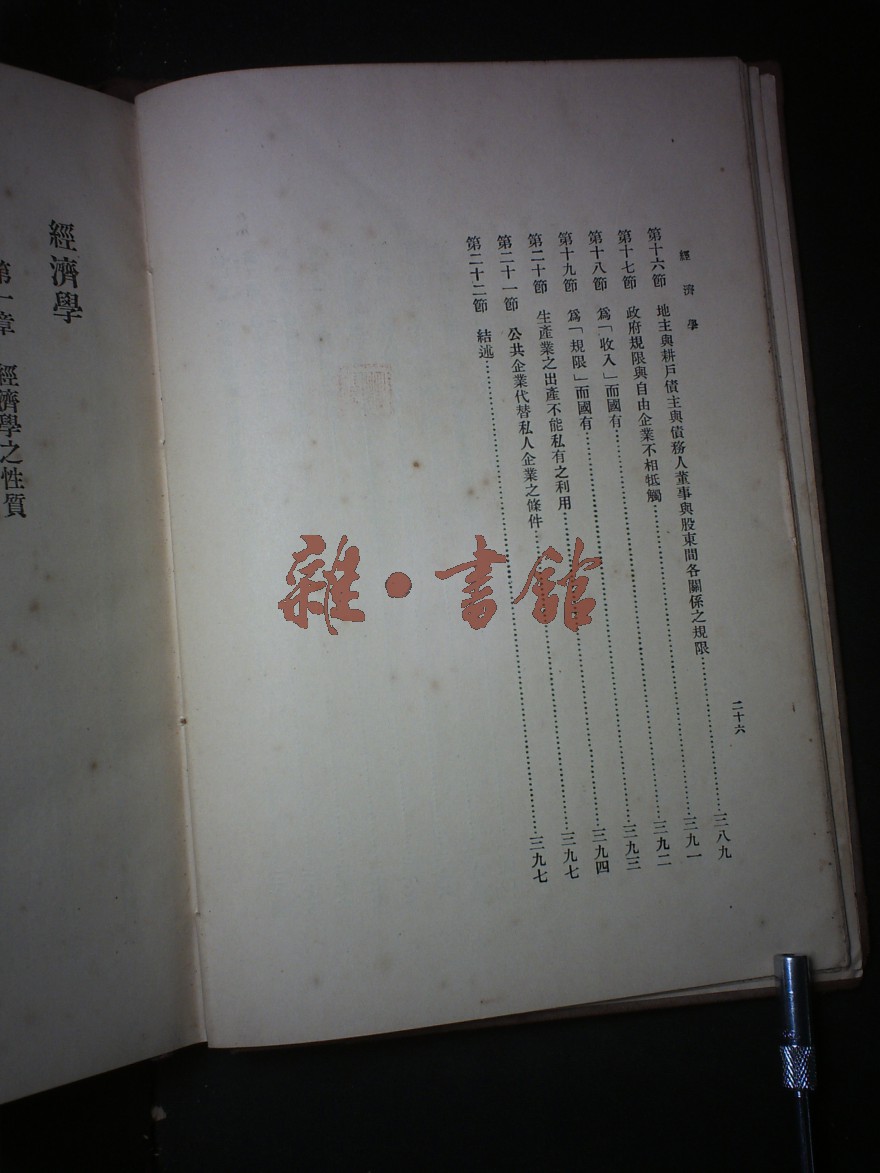 經濟學 二十六
第十六節 地主與耕戶債主與債務人董事與股東間各關係之規限……三八九
第十七節 政府規限與自由企業不相牴觸……三九一
第十八節 爲「收入」而國有……三九二
第十九節 爲「規限」而國有……三九三
第二十節 生產業之出產不能私有之利用……三九四
第二十一節 公共企業代替私人企業之條件……三九七
第二十二節 結述……三九七
經濟學
第一章 經濟學之性質
雜·書館